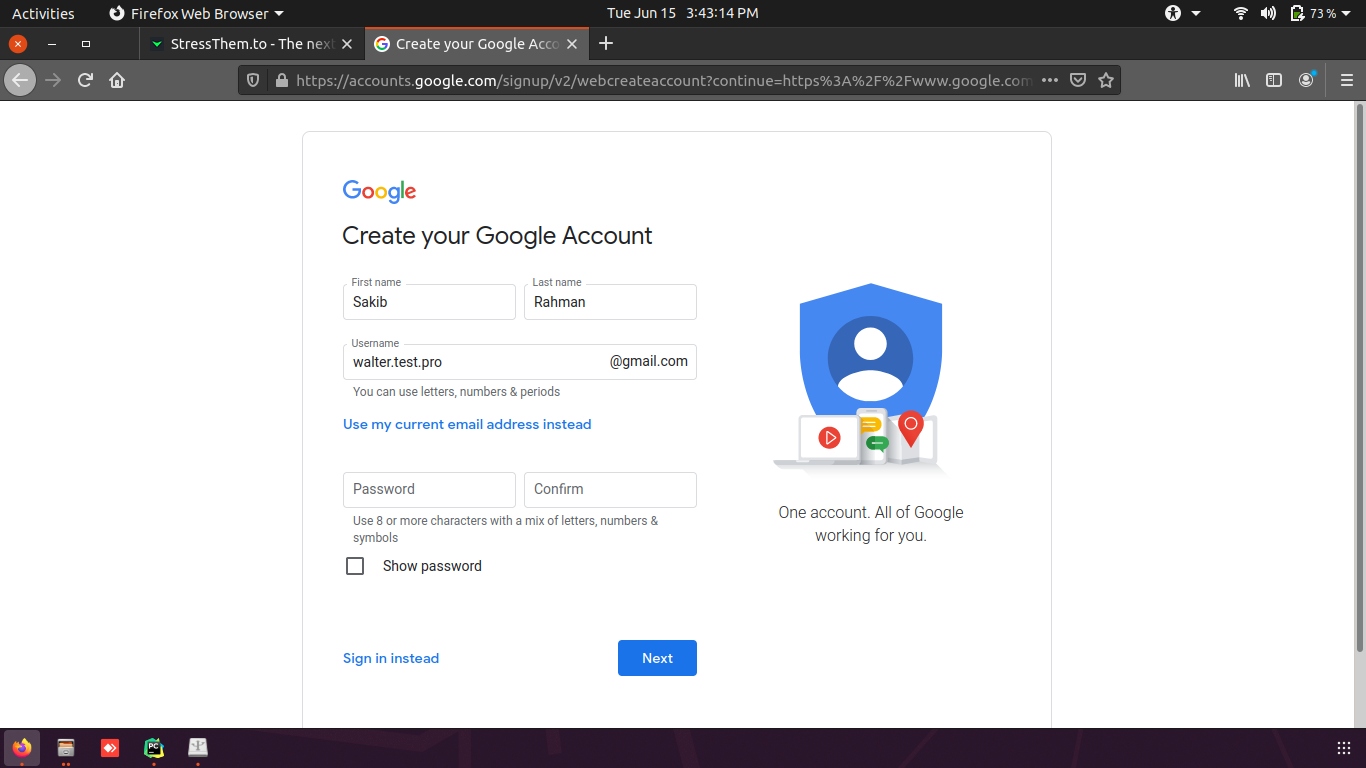 Activities
Firefox Web Browser
Tue Jun 15 3:43:14 PM
73 %
StressThem.to - The next
Create your Google Acco
https://accounts.google.com/signup/v2/webcreateaccount?continue=https%3A%2F%2Fwww.google.com
Google
Create your Google Account
First name
Last name
Sakib
Rahman
Username
walter.test.pro
@gmail.com
You can use letters, numbers & periods
Use my current email address instead
Password
Confirm
Use 8 or more characters with a mix of letters, numbers &
symbols
Show password
One account. All of Google
working for you.
Sign in instead
Next
PC